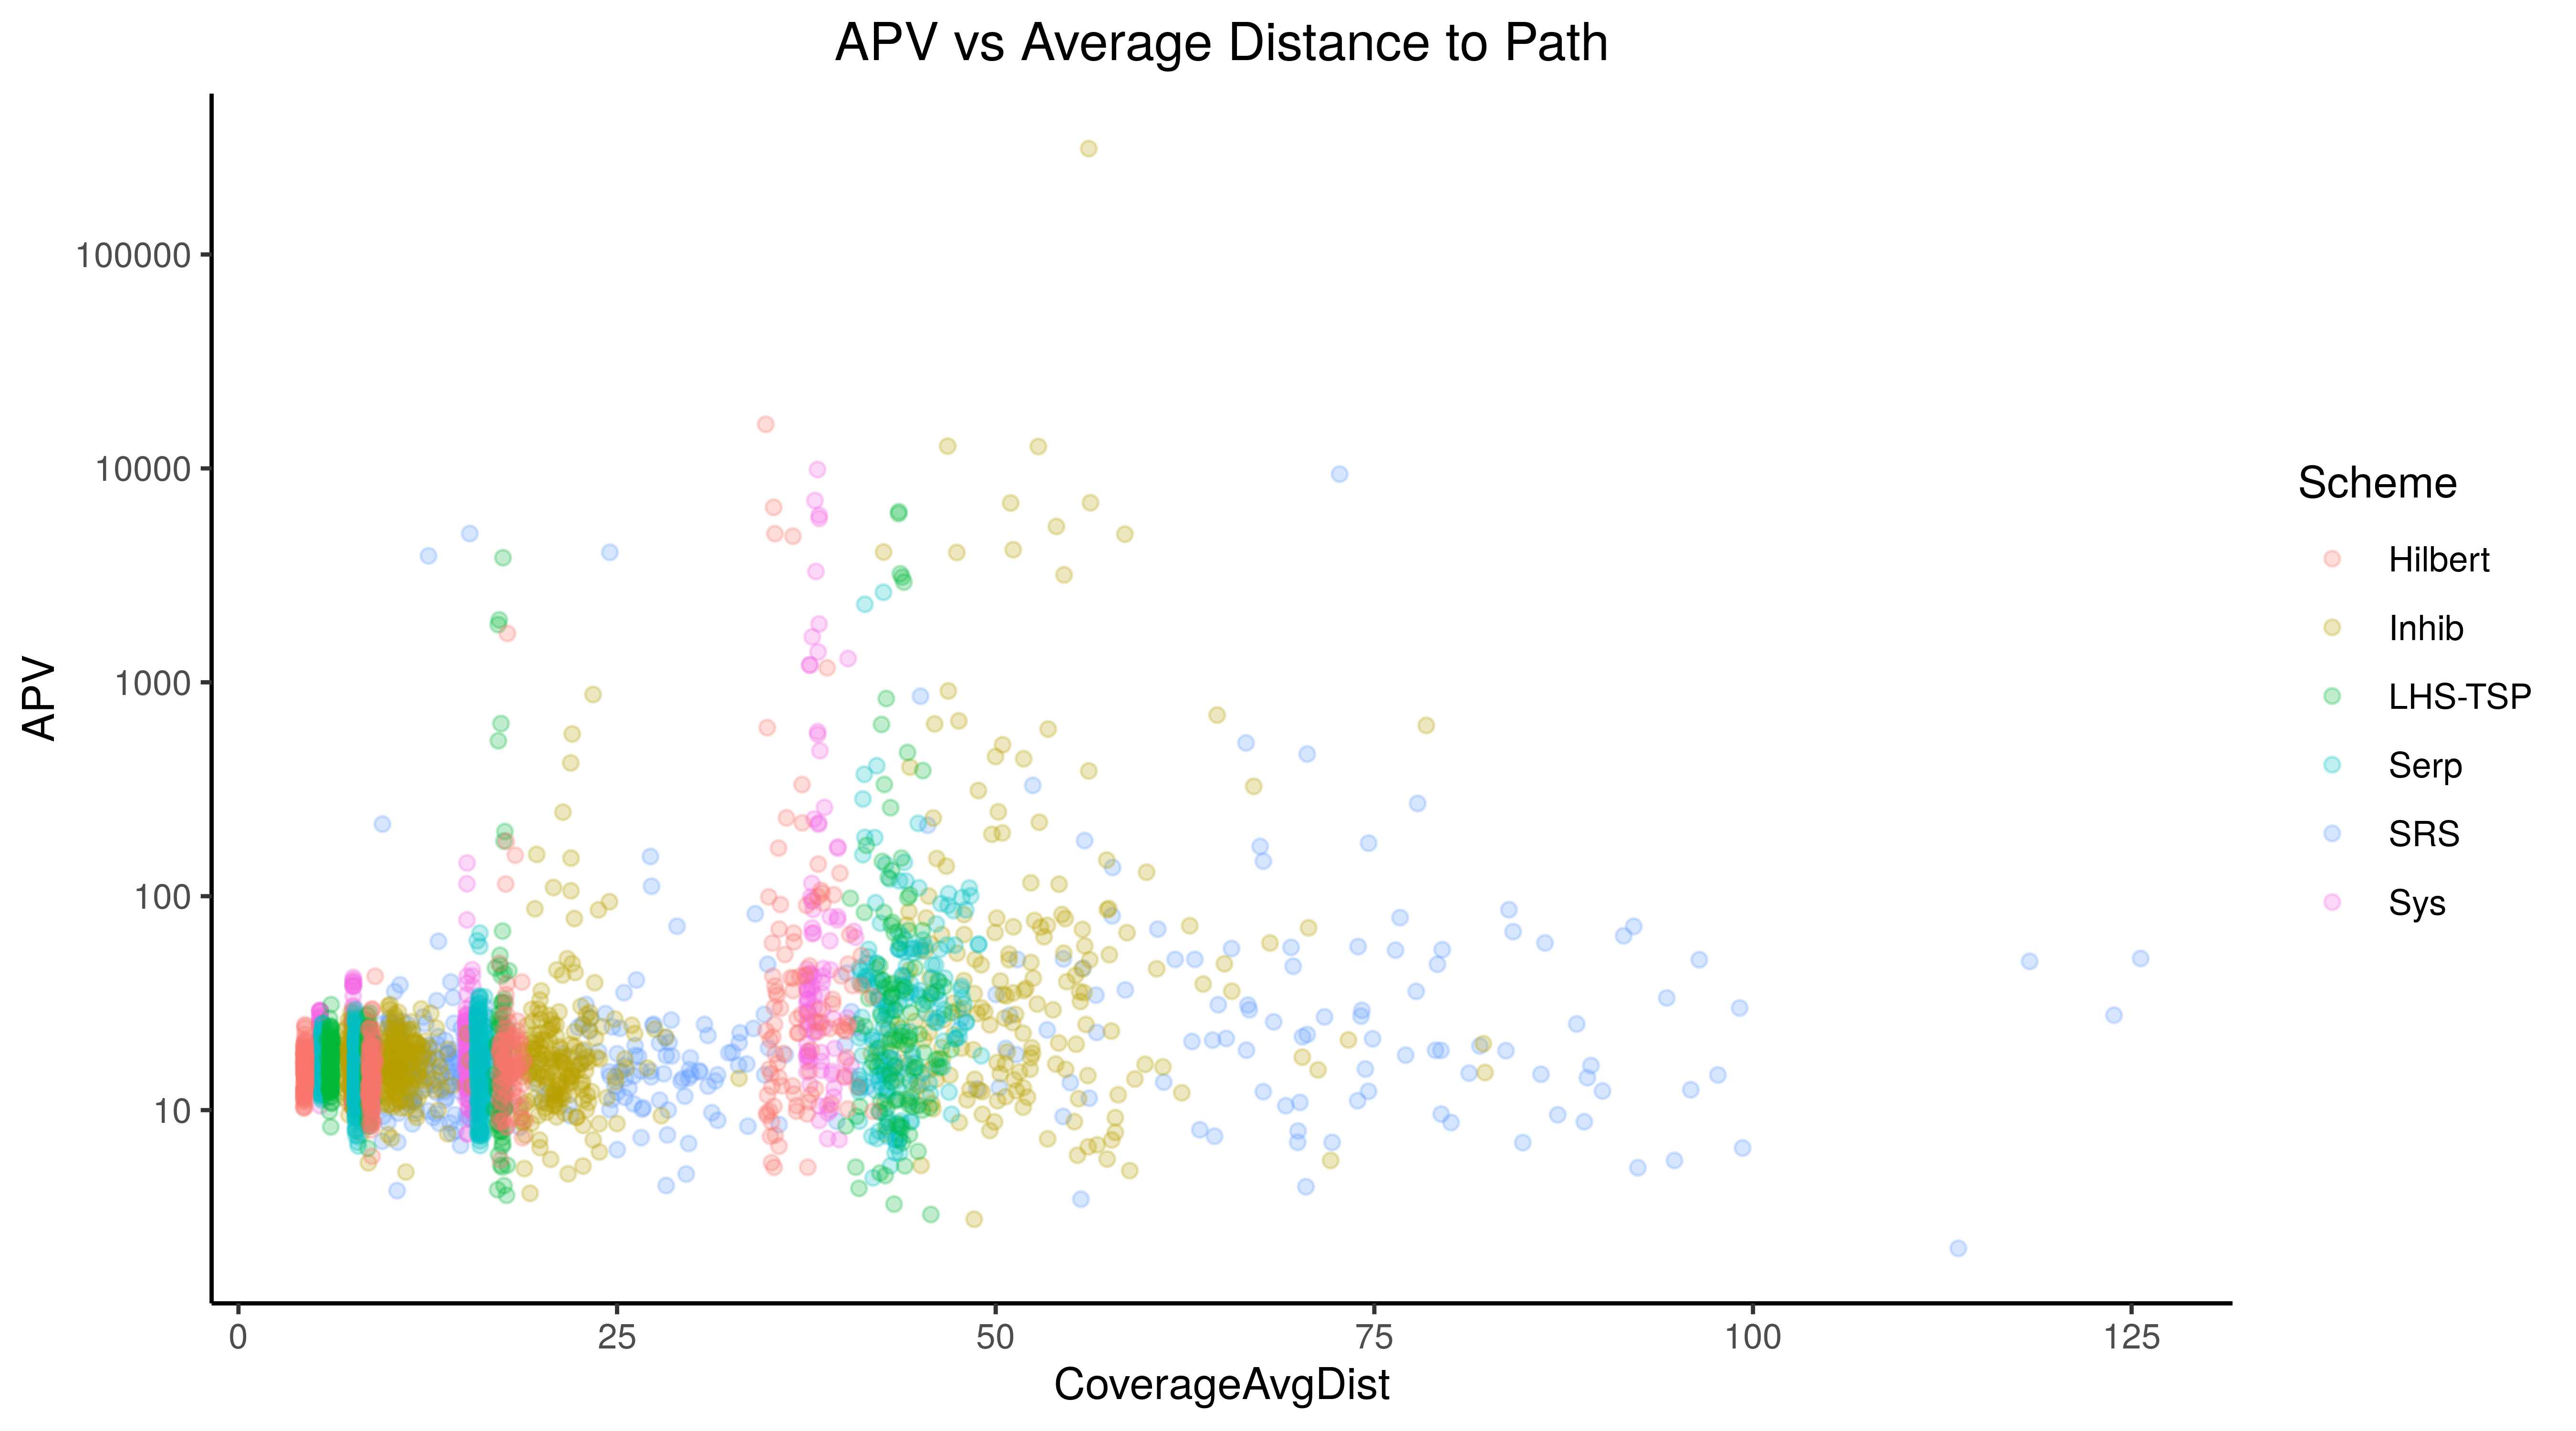 APV vs Average Distance to Path
APV
100000
10000
1000
100
10
0 25 50 75 100 125
CoverageAvgDist
Scheme
Hilbert
Inhib
LHS-TSP
Serp
SRS
Sys